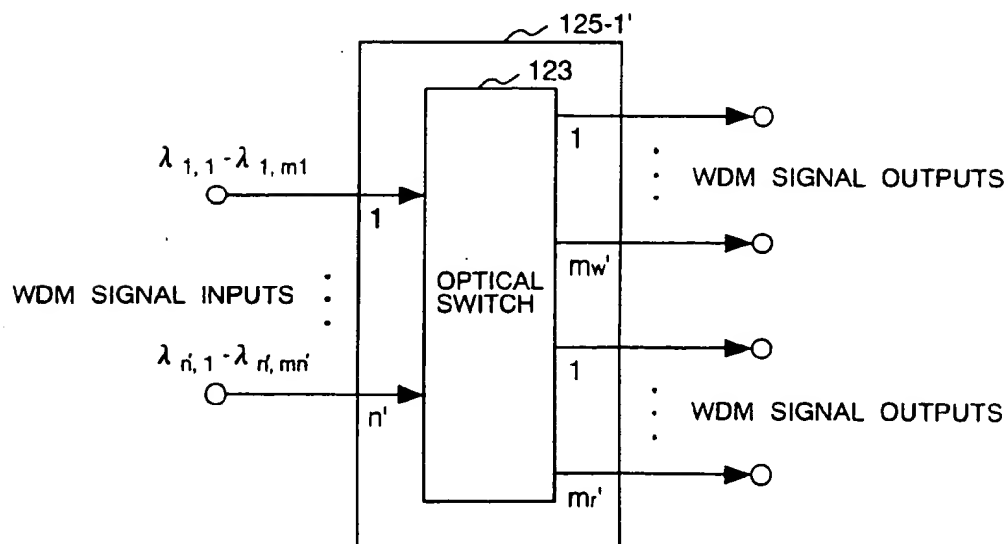 125-1'
123
λ 1, 1 - λ 1, m1
1
1
WDM SIGNAL OUTPUTS
mw'
OPTICAL
SWITCH
WDM SIGNAL INPUTS
λ n', 1 - λ n', mn'
1
n'
WDM SIGNAL OUTPUTS
mr'